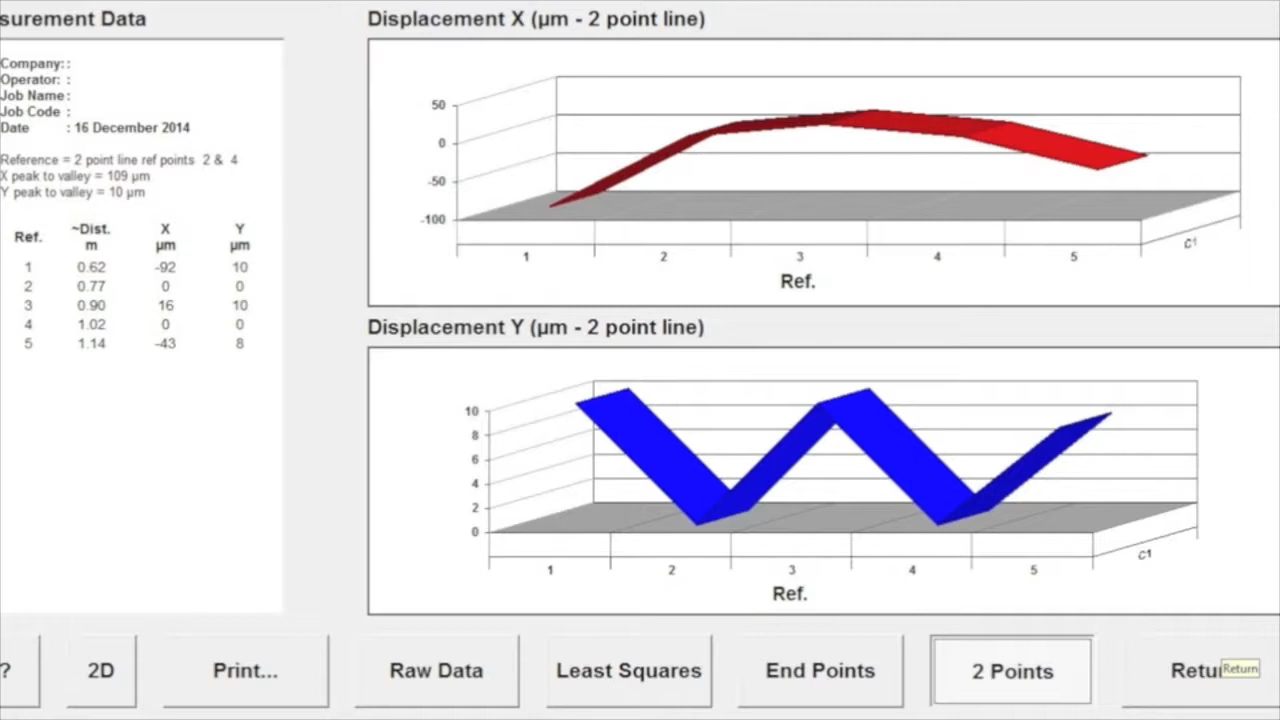 surement Data
Company: :
Operator: :
Job Name :
Job Code :
Date : 16 December 2014
Reference = 2 point line ref points 2 & 4
X peak to valley = 109 µm
Y peak to valley = 10 µm
Ref. ~Dist. m X µm Y µm
1 0.62 -92 10
2 0.77 0 0
3 0.90 16 10
4 1.02 0 0
5 1.14 -43 8
Displacement X (µm - 2 point line)
50
0
-50
-100
1 2 3 4 5
C1
Ref.
Displacement Y (µm - 2 point line)
10
8
6
4
2
0
1 2 3 4 5
C1
Ref.
? 2D Print... Raw Data Least Squares End Points 2 Points Retu Return